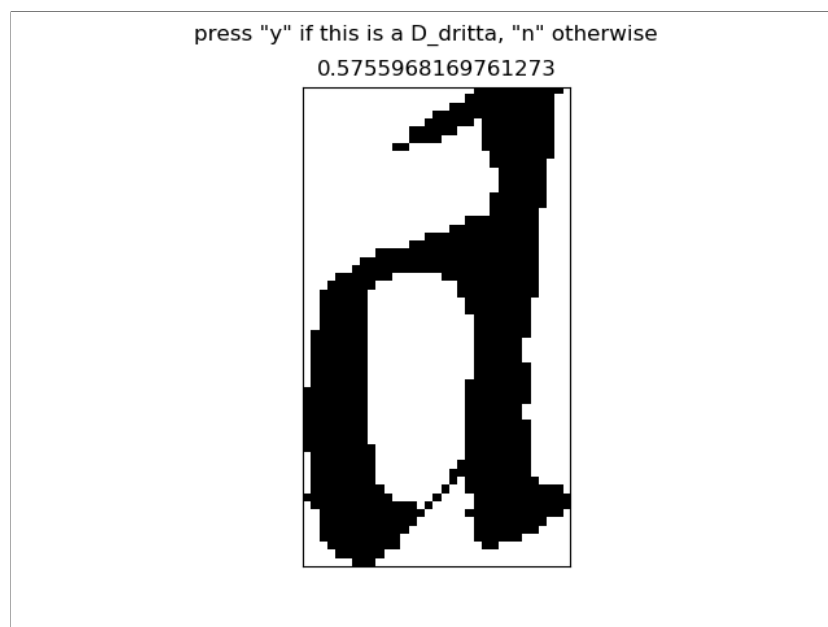 press "y" if this is a D_dritta, "n" otherwise
0.5755968169761273
d